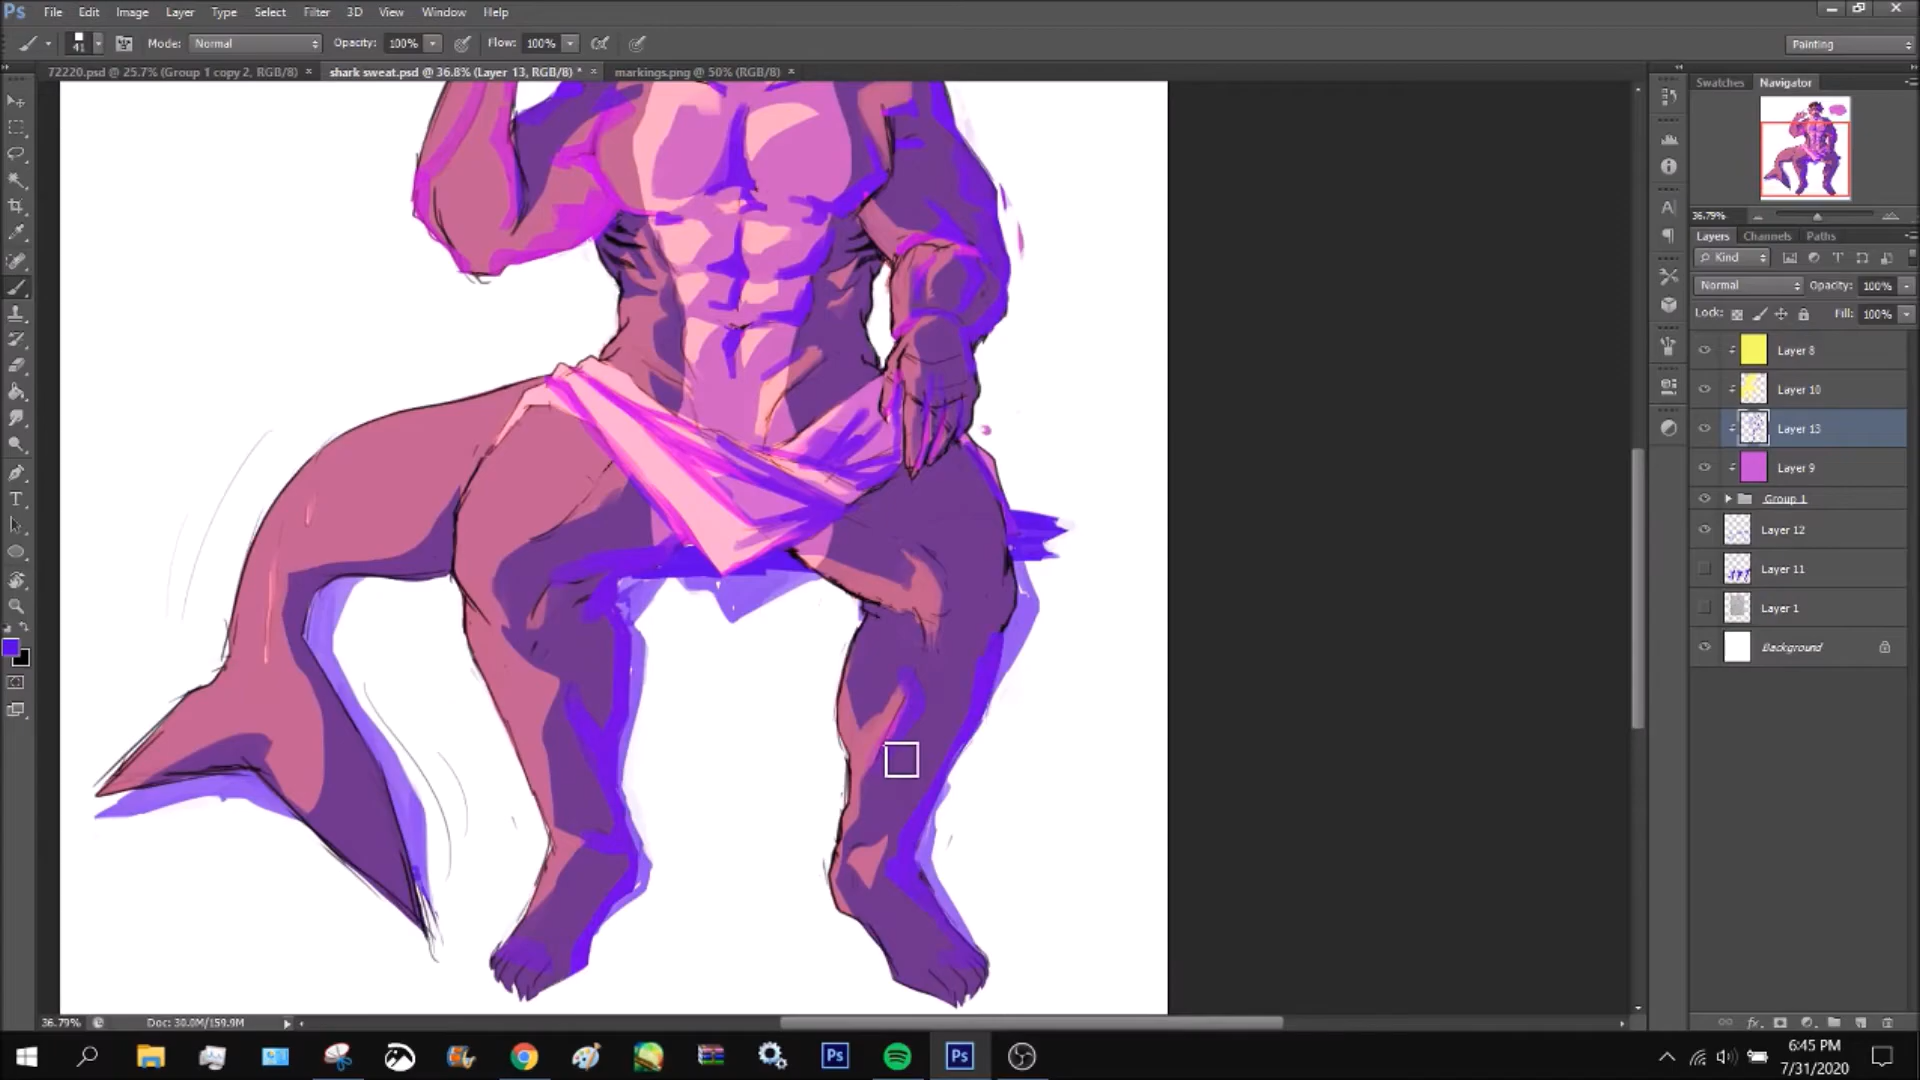 Ps File Edit Image Layer Type Select Filter 3D View Window Help
41 Mode: Normal Opacity: 100% Flow: 100% Painting
72220.psd @ 25.7% (Group 1 copy 2, RGB/8) × shark sweat.psd @ 36.8% (Layer 13, RGB/8) * × markings.png @ 50% (RGB/8) ×
Swatches Navigator
36.79%
Layers Channels Paths
Kind
Normal Opacity: 100%
Lock: Fill: 100%
Layer 8
Layer 10
Layer 13
Layer 9
Group 1
Layer 12
Layer 11
Layer 1
Background
36.79% Doc: 30.0M/159.9M
Ps Ps
6:45 PM
7/31/2020